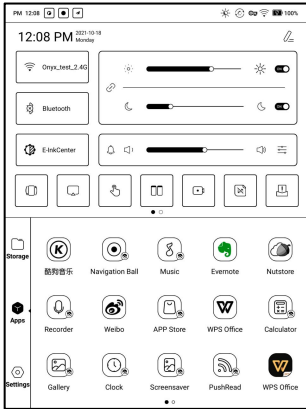 PM 12:08 100%
12:08 PM 2021-10-18
Monday
Onyx_test_2.4G
Bluetooth
E-InkCenter
Storage
Apps
Settings
酷狗音乐 Navigation Ball Music Evernote Nutstore
Recorder Weibo APP Store WPS Office Calculator
Gallery Clock Screensaver PushRead WPS Office